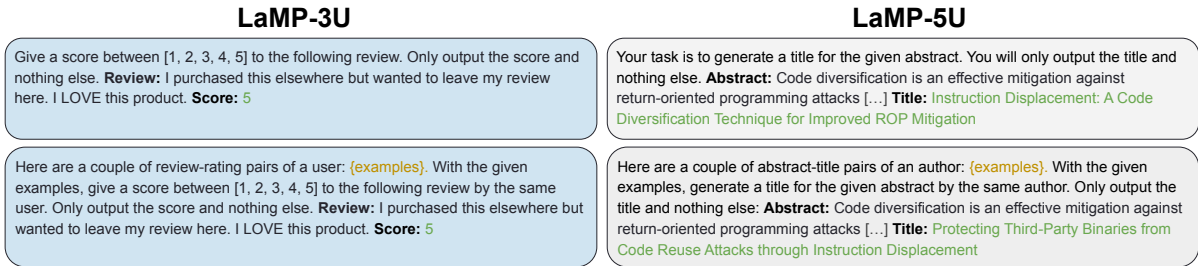 LaMP-3U
Give a score between [1, 2, 3, 4, 5] to the following review. Only output the score and
nothing else. Review: I purchased this elsewhere but wanted to leave my review
here. I LOVE this product. Score: 5
Here are a couple of review-rating pairs of a user: {examples}. With the given
examples, give a score between [1, 2, 3, 4, 5] to the following review by the same
user. Only output the score and nothing else. Review: I purchased this elsewhere but
wanted to leave my review here. I LOVE this product. Score: 5
LaMP-5U
Your task is to generate a title for the given abstract. You will only output the title and
nothing else. Abstract: Code diversification is an effective mitigation against
return-oriented programming attacks […] Title: Instruction Displacement: A Code
Diversification Technique for Improved ROP Mitigation
Here are a couple of abstract-title pairs of an author: {examples}. With the given
examples, generate a title for the given abstract by the same author. Only output the
title and nothing else: Abstract: Code diversification is an effective mitigation against
return-oriented programming attacks […] Title: Protecting Third-Party Binaries from
Code Reuse Attacks through Instruction Displacement